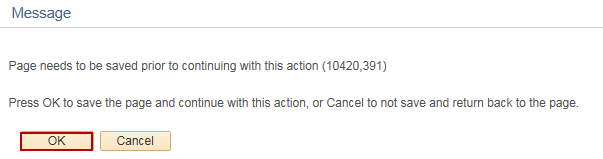 Message
Page needs to be saved prior to continuing with this action (10420,391)
Press OK to save the page and continue with this action, or Cancel to not save and return back to the page.
OK Cancel